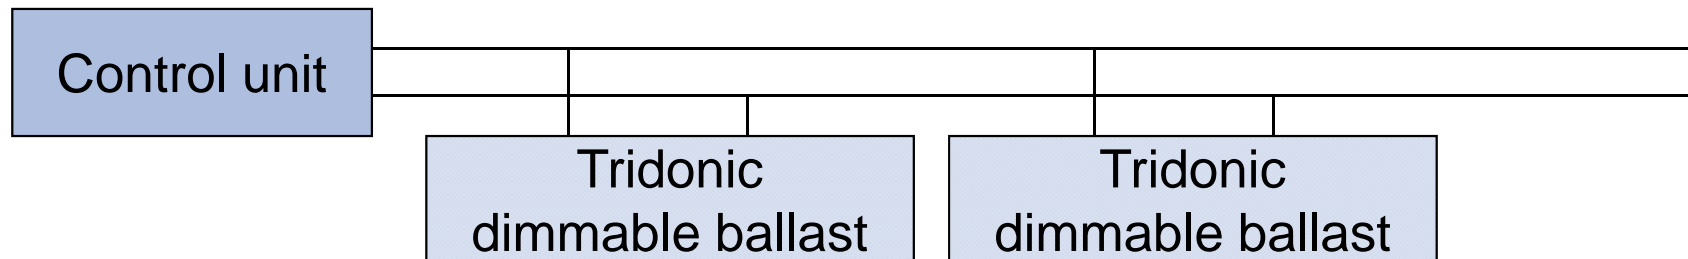 Control unit
Tridonic
dimmable ballast
Tridonic
dimmable ballast